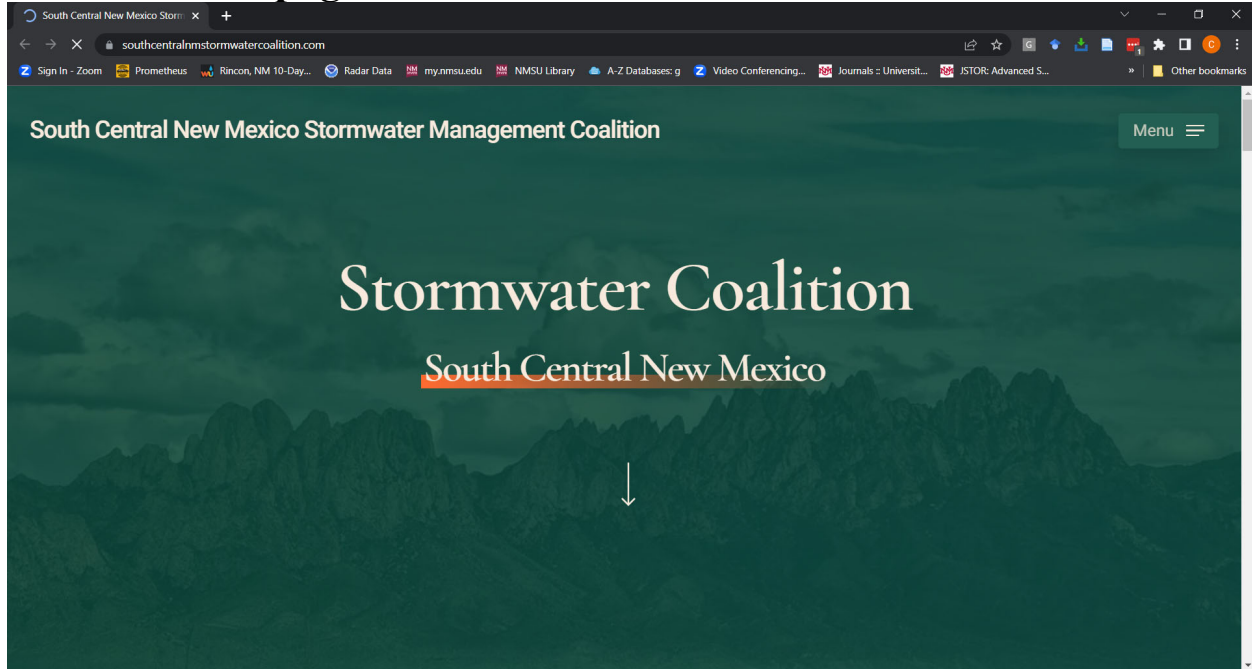 South Central New Mexico Storm
southcentralnmstormwatercoalition.com
Sign In - Zoom Prometheus Rincon, NM 10-Day... Radar Data my.nmsu.edu NMSU Library A-Z Databases: g Video Conferencing... Journals :: Universit... JSTOR: Advanced S... » Other bookmarks
South Central New Mexico Stormwater Management Coalition
Menu
Stormwater Coalition
South Central New Mexico